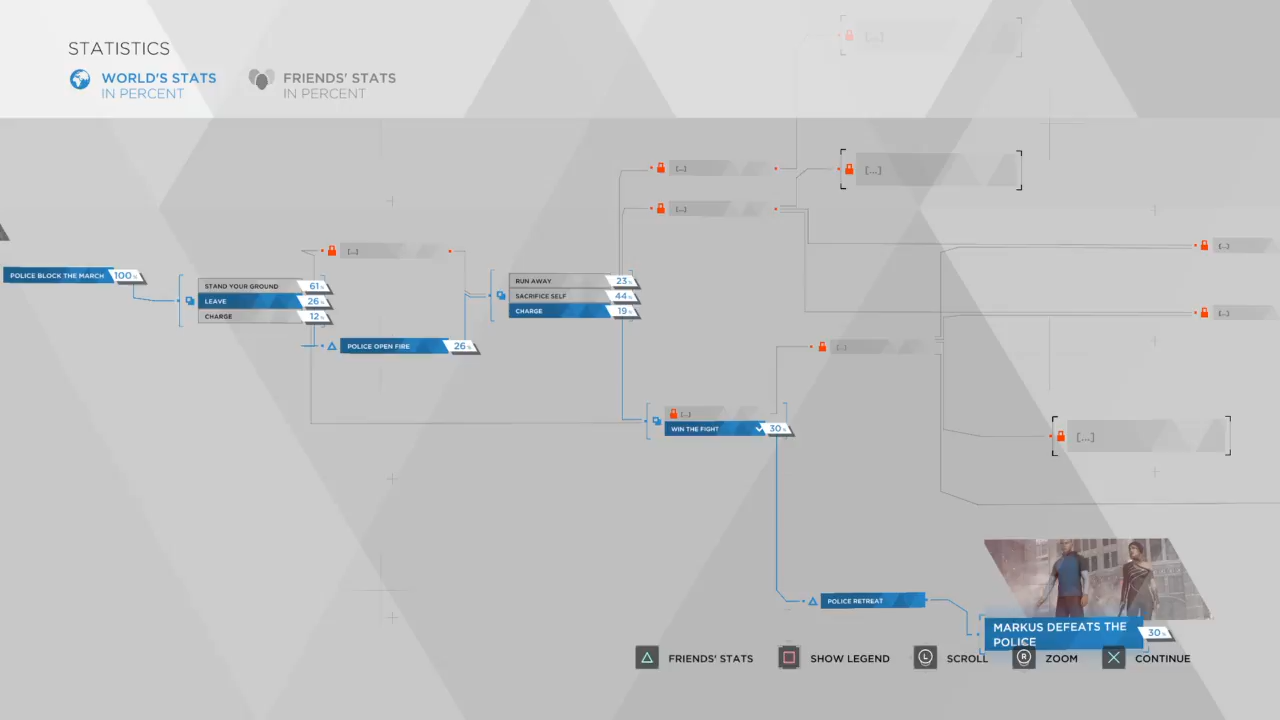 STATISTICS
WORLD'S STATS
IN PERCENT
FRIENDS' STATS
IN PERCENT
[...]
[...]
[...]
[...]
[...]
[...]
POLICE BLOCK THE MARCH 100%
STAND YOUR GROUND 61%
LEAVE 26%
CHARGE 12%
RUN AWAY 23%
SACRIFICE SELF 44%
CHARGE 19%
[...]
POLICE OPEN FIRE 26%
[...]
[...]
WIN THE FIGHT 30%
[...]
POLICE RETREAT
MARKUS DEFEATS THE
POLICE 30%
FRIENDS' STATS
SHOW LEGEND
L SCROLL
R ZOOM
CONTINUE